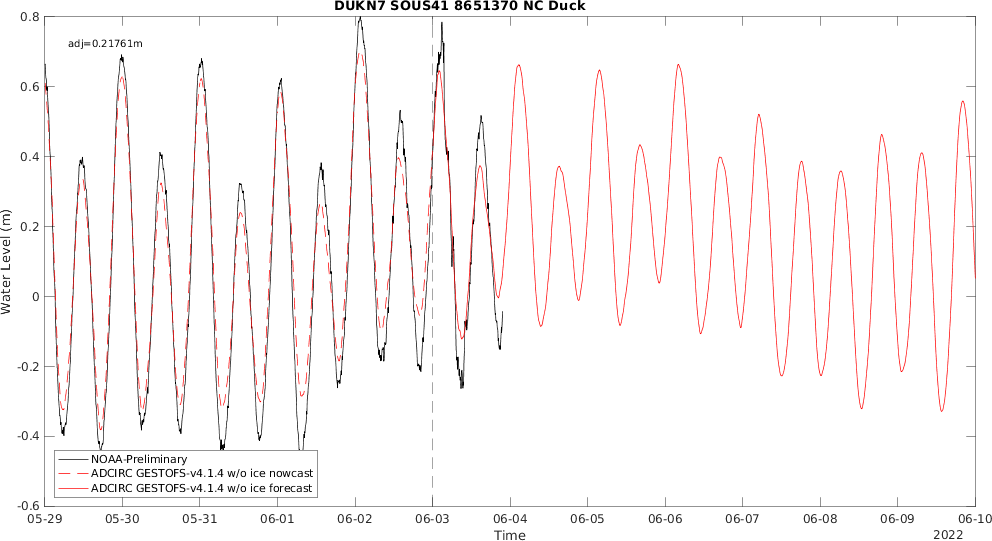 DUKN7 SOUS41 8651370 NC Duck
adj=0.21761m
Water Level (m)
0.8
0.6
0.4
0.2
0
-0.2
-0.4
-0.6
NOAA-Preliminary
ADCIRC GESTOFS-v4.1.4 w/o ice nowcast
ADCIRC GESTOFS-v4.1.4 w/o ice forecast
05-29 05-30 05-31 06-01 06-02 06-03 06-04 06-05 06-06 06-07 06-08 06-09 06-10
Time
2022